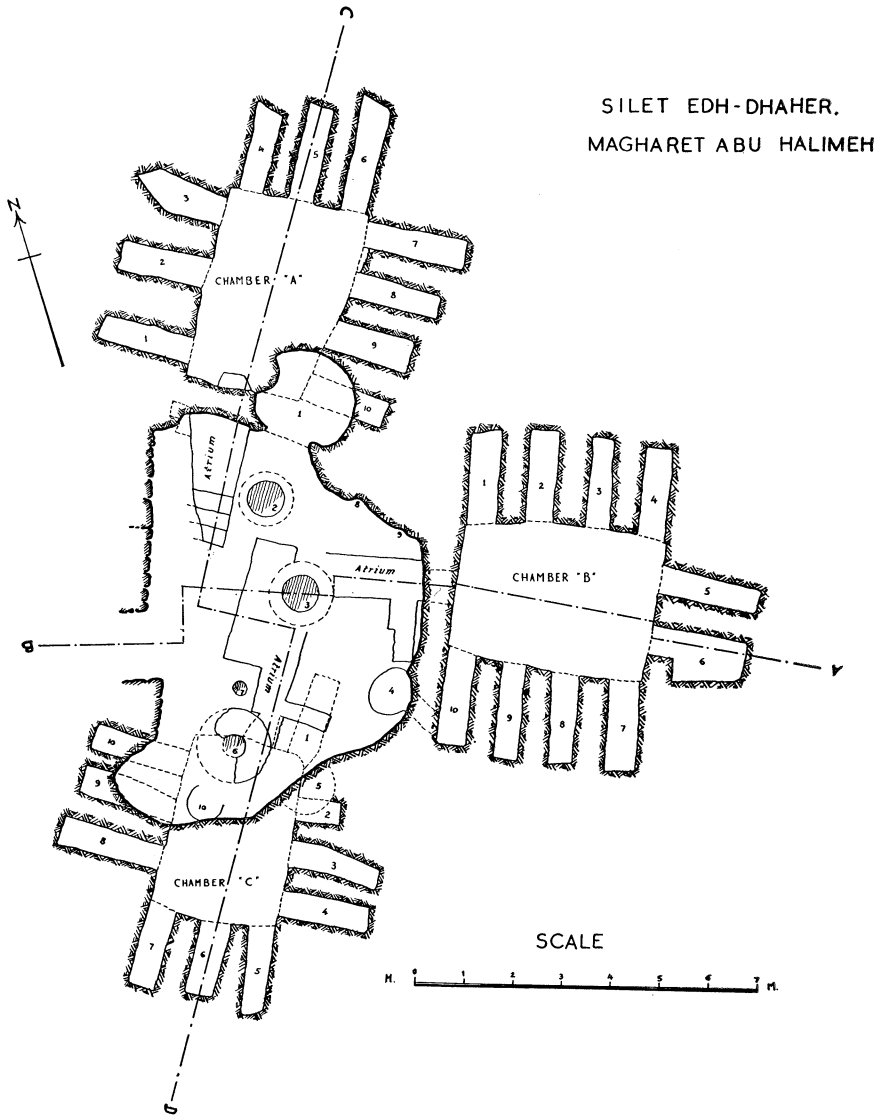 C
SILET EDH-DHAHER.
MAGHARET ABU HALIMEH
N
4
5
6
3
7
2
CHAMBER "A"
8
1
9
1
10
Atrium
2
8
9
1
2
3
4
Atrium
CHAMBER "B"
5
3
6
B
A
Atrium
7
4
10
9
8
7
10
6
1
9
5
10
2
8
3
CHAMBER "C"
4
7
6
5
SCALE
M. 0 1 2 3 4 5 6 7 M.
D